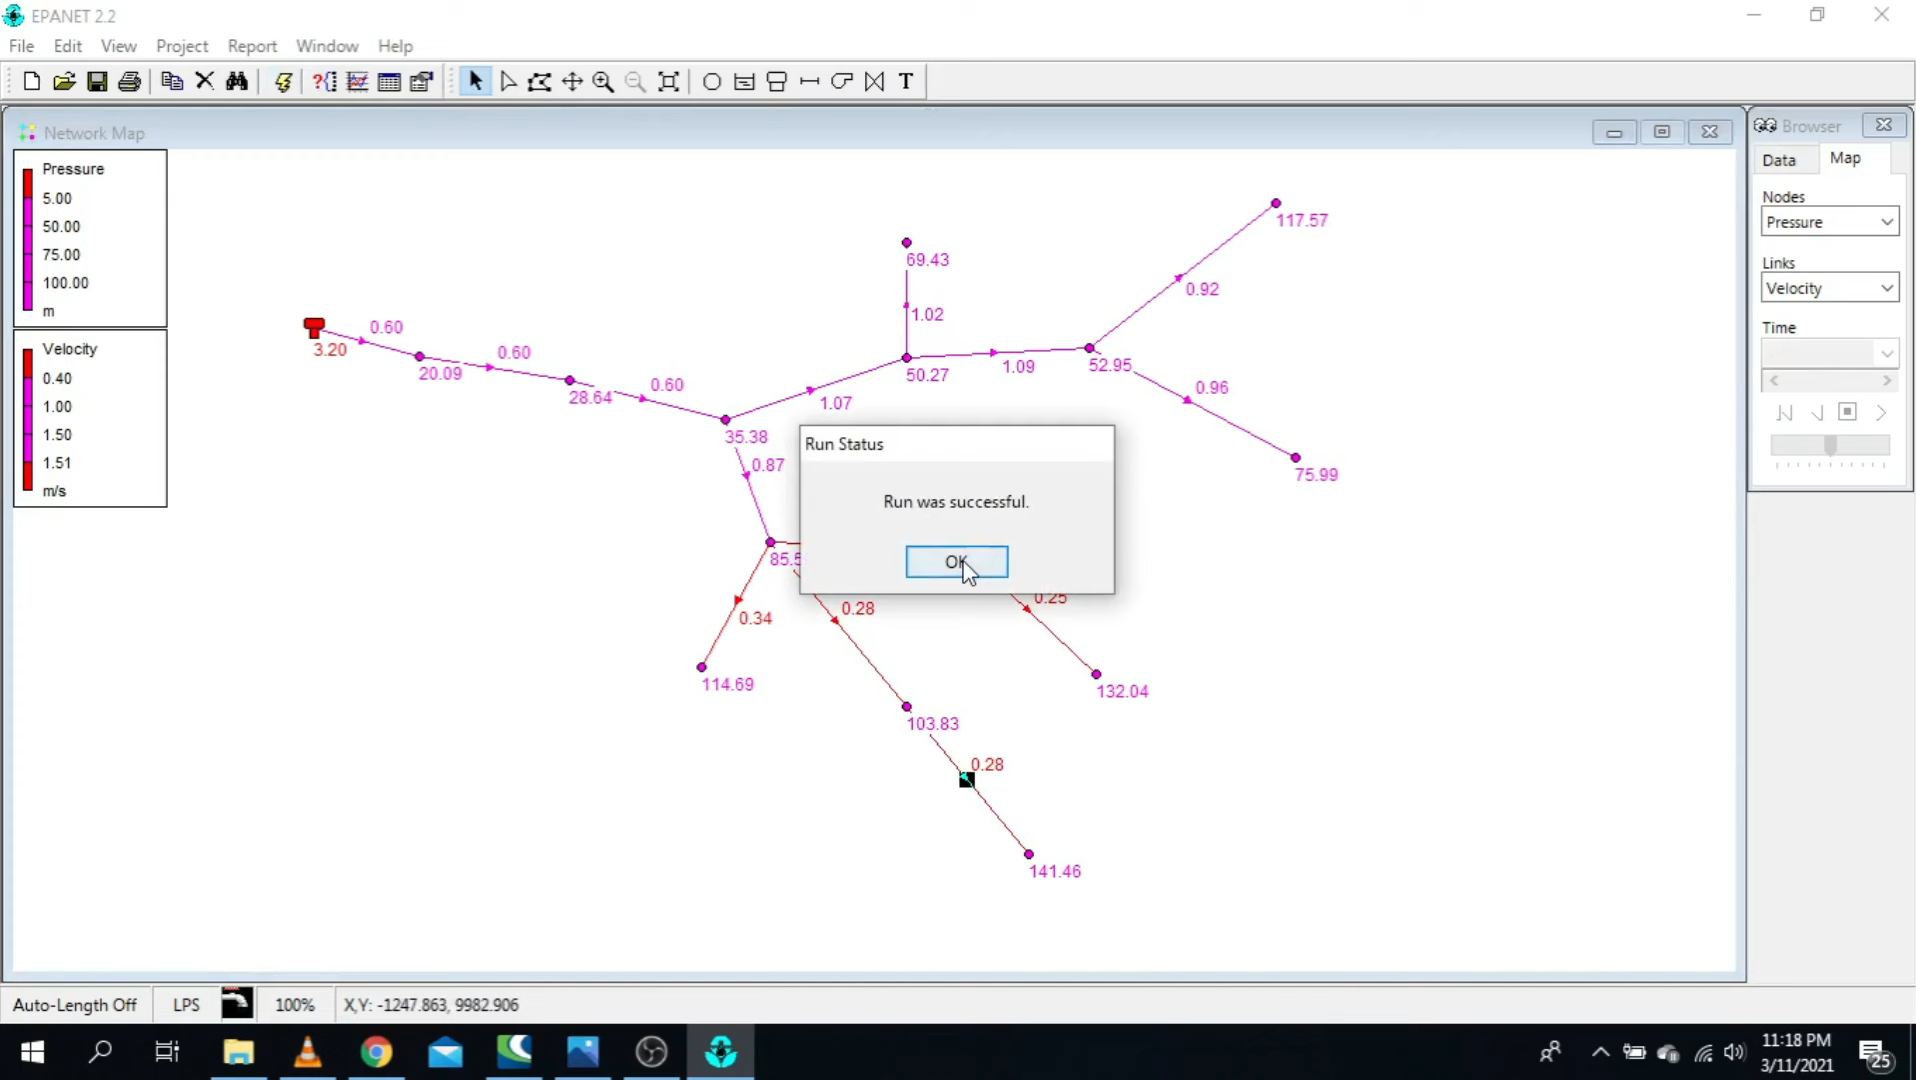 EPANET 2.2
File Edit View Project Report Window Help
T
Network Map
Pressure
5.00
50.00
75.00
100.00
m
Velocity
0.40
1.00
1.50
1.51
m/s
3.20
0.60
20.09
0.60
28.64
0.60
35.38
1.07
50.27
1.02
69.43
1.09
52.95
0.92
117.57
0.96
75.99
0.87
85.5
0.34
114.69
0.28
103.83
0.28
141.46
0.25
132.04
Run Status
Run was successful.
OK
Browser
Data Map
Nodes
Pressure
Links
Velocity
Time
Auto-Length Off LPS 100% X,Y: -1247.863, 9982.906
11:18 PM
3/11/2021
25